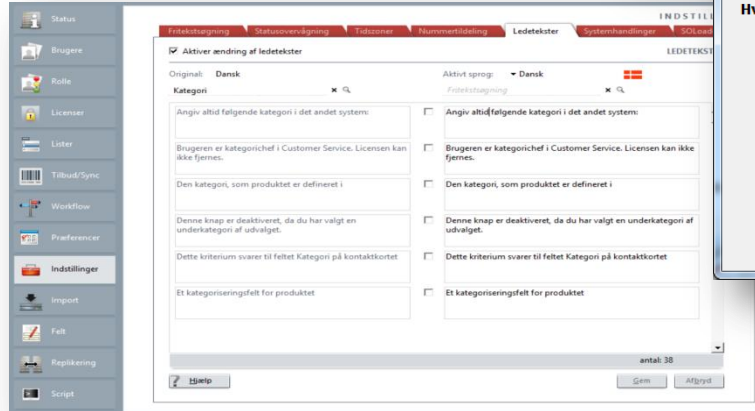 Status
Brugere
Rolle
Licenser
Lister
Tilbud/Sync
Workflow
Præferencer
Indstillinger
Import
Felt
Replikering
Script
INDSTILL
Fritekstsøgning Statusovervågning Tidszoner Nummertildeling Ledetekster Systemhandlinger SOLead
Aktiver ændring af ledetekster LEDETEKST
Original: Dansk Aktivt sprog: Dansk
Kategori Fritekstsøgning
Angiv altid følgende kategori i det andet system: Angiv altid følgende kategori i det andet system:
Brugeren er kategorichef i Customer Service. Licensen kan Brugeren er kategorichef i Customer Service. Licensen kan ikke
ikke fjernes. fjernes.
Den kategori, som produktet er defineret i Den kategori, som produktet er defineret i
Denne knap er deaktiveret, da du har valgt en Denne knap er deaktiveret, da du har valgt en underkategori af
underkategori af udvalget. udvalget.
Dette kriterium svarer til feltet Kategori på kontaktkortet Dette kriterium svarer til feltet Kategori på kontaktkortet
Et kategoriseringsfelt for produktet Et kategoriseringsfelt for produktet
antal: 38
Hjælp Gem Afbryd
Hv